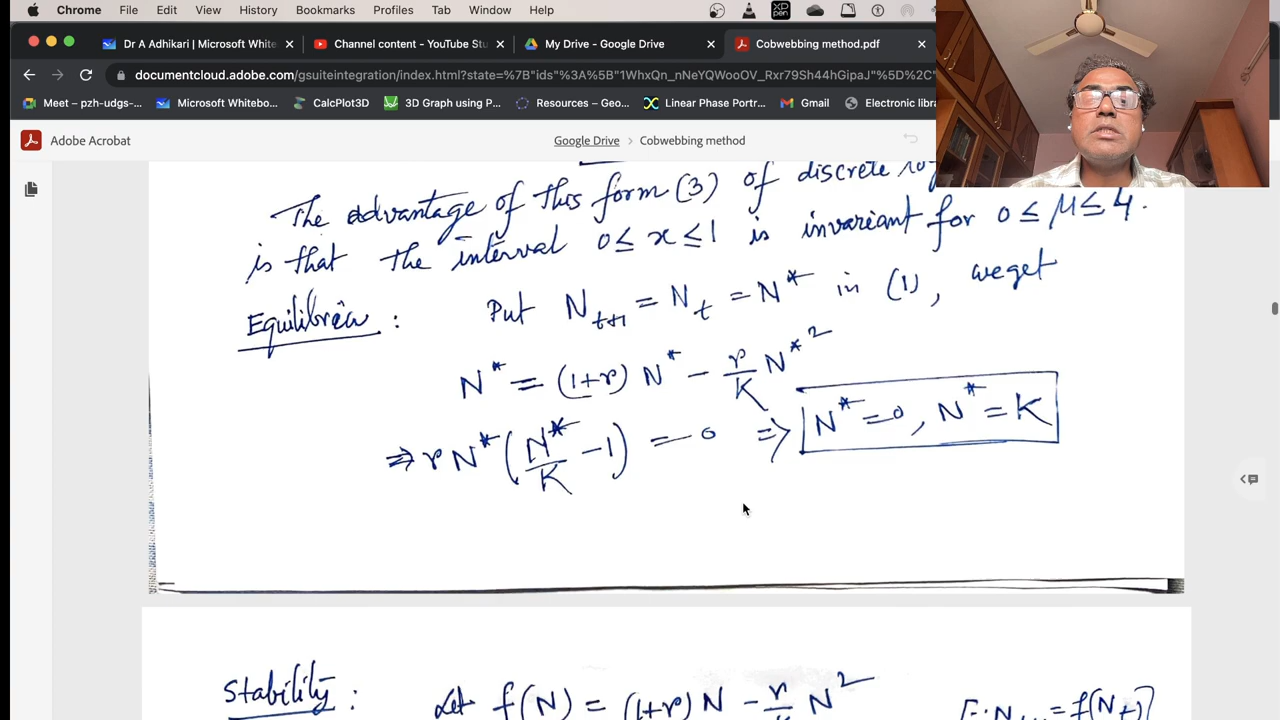 Chrome File Edit View History Bookmarks Profiles Tab Window Help
Dr A Adhikari | Microsoft White Channel content - YouTube Stu My Drive - Google Drive Cobwebbing method.pdf
documentcloud.adobe.com/gsuiteintegration/index.html?state=%7B"ids"%3A%5B"1WhxQn_nNeYQWooOV_Rxr79Sh44hGipaJ"%5D%2C"
Meet – pzh-udgs-... Microsoft Whitebo... CalcPlot3D 3D Graph using P... Resources – Geo... Linear Phase Portr... Gmail Electronic libra
Adobe Acrobat Google Drive > Cobwebbing method
The advantage of this form (3) of discrete
is that the interval 0 ≤ x ≤ 1 is invariant for 0 ≤ μ ≤ 4.
Equilibria : Put N_{t+1} = N_t = N* in (1), we get
N* = (1+r) N* - r/K N*²
⇒ r N* (N*/K - 1) = 0 ⇒ N* = 0, N* = K
Stability : Let f(N) = (1+r) N - r/K N²